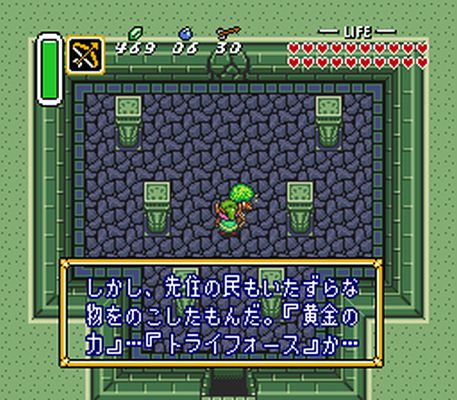 469 06 30
LIFE
しかし、先住の民もいたずらな
物をのこしたもんだ。『黄金の
力』…『トライフォース』か…